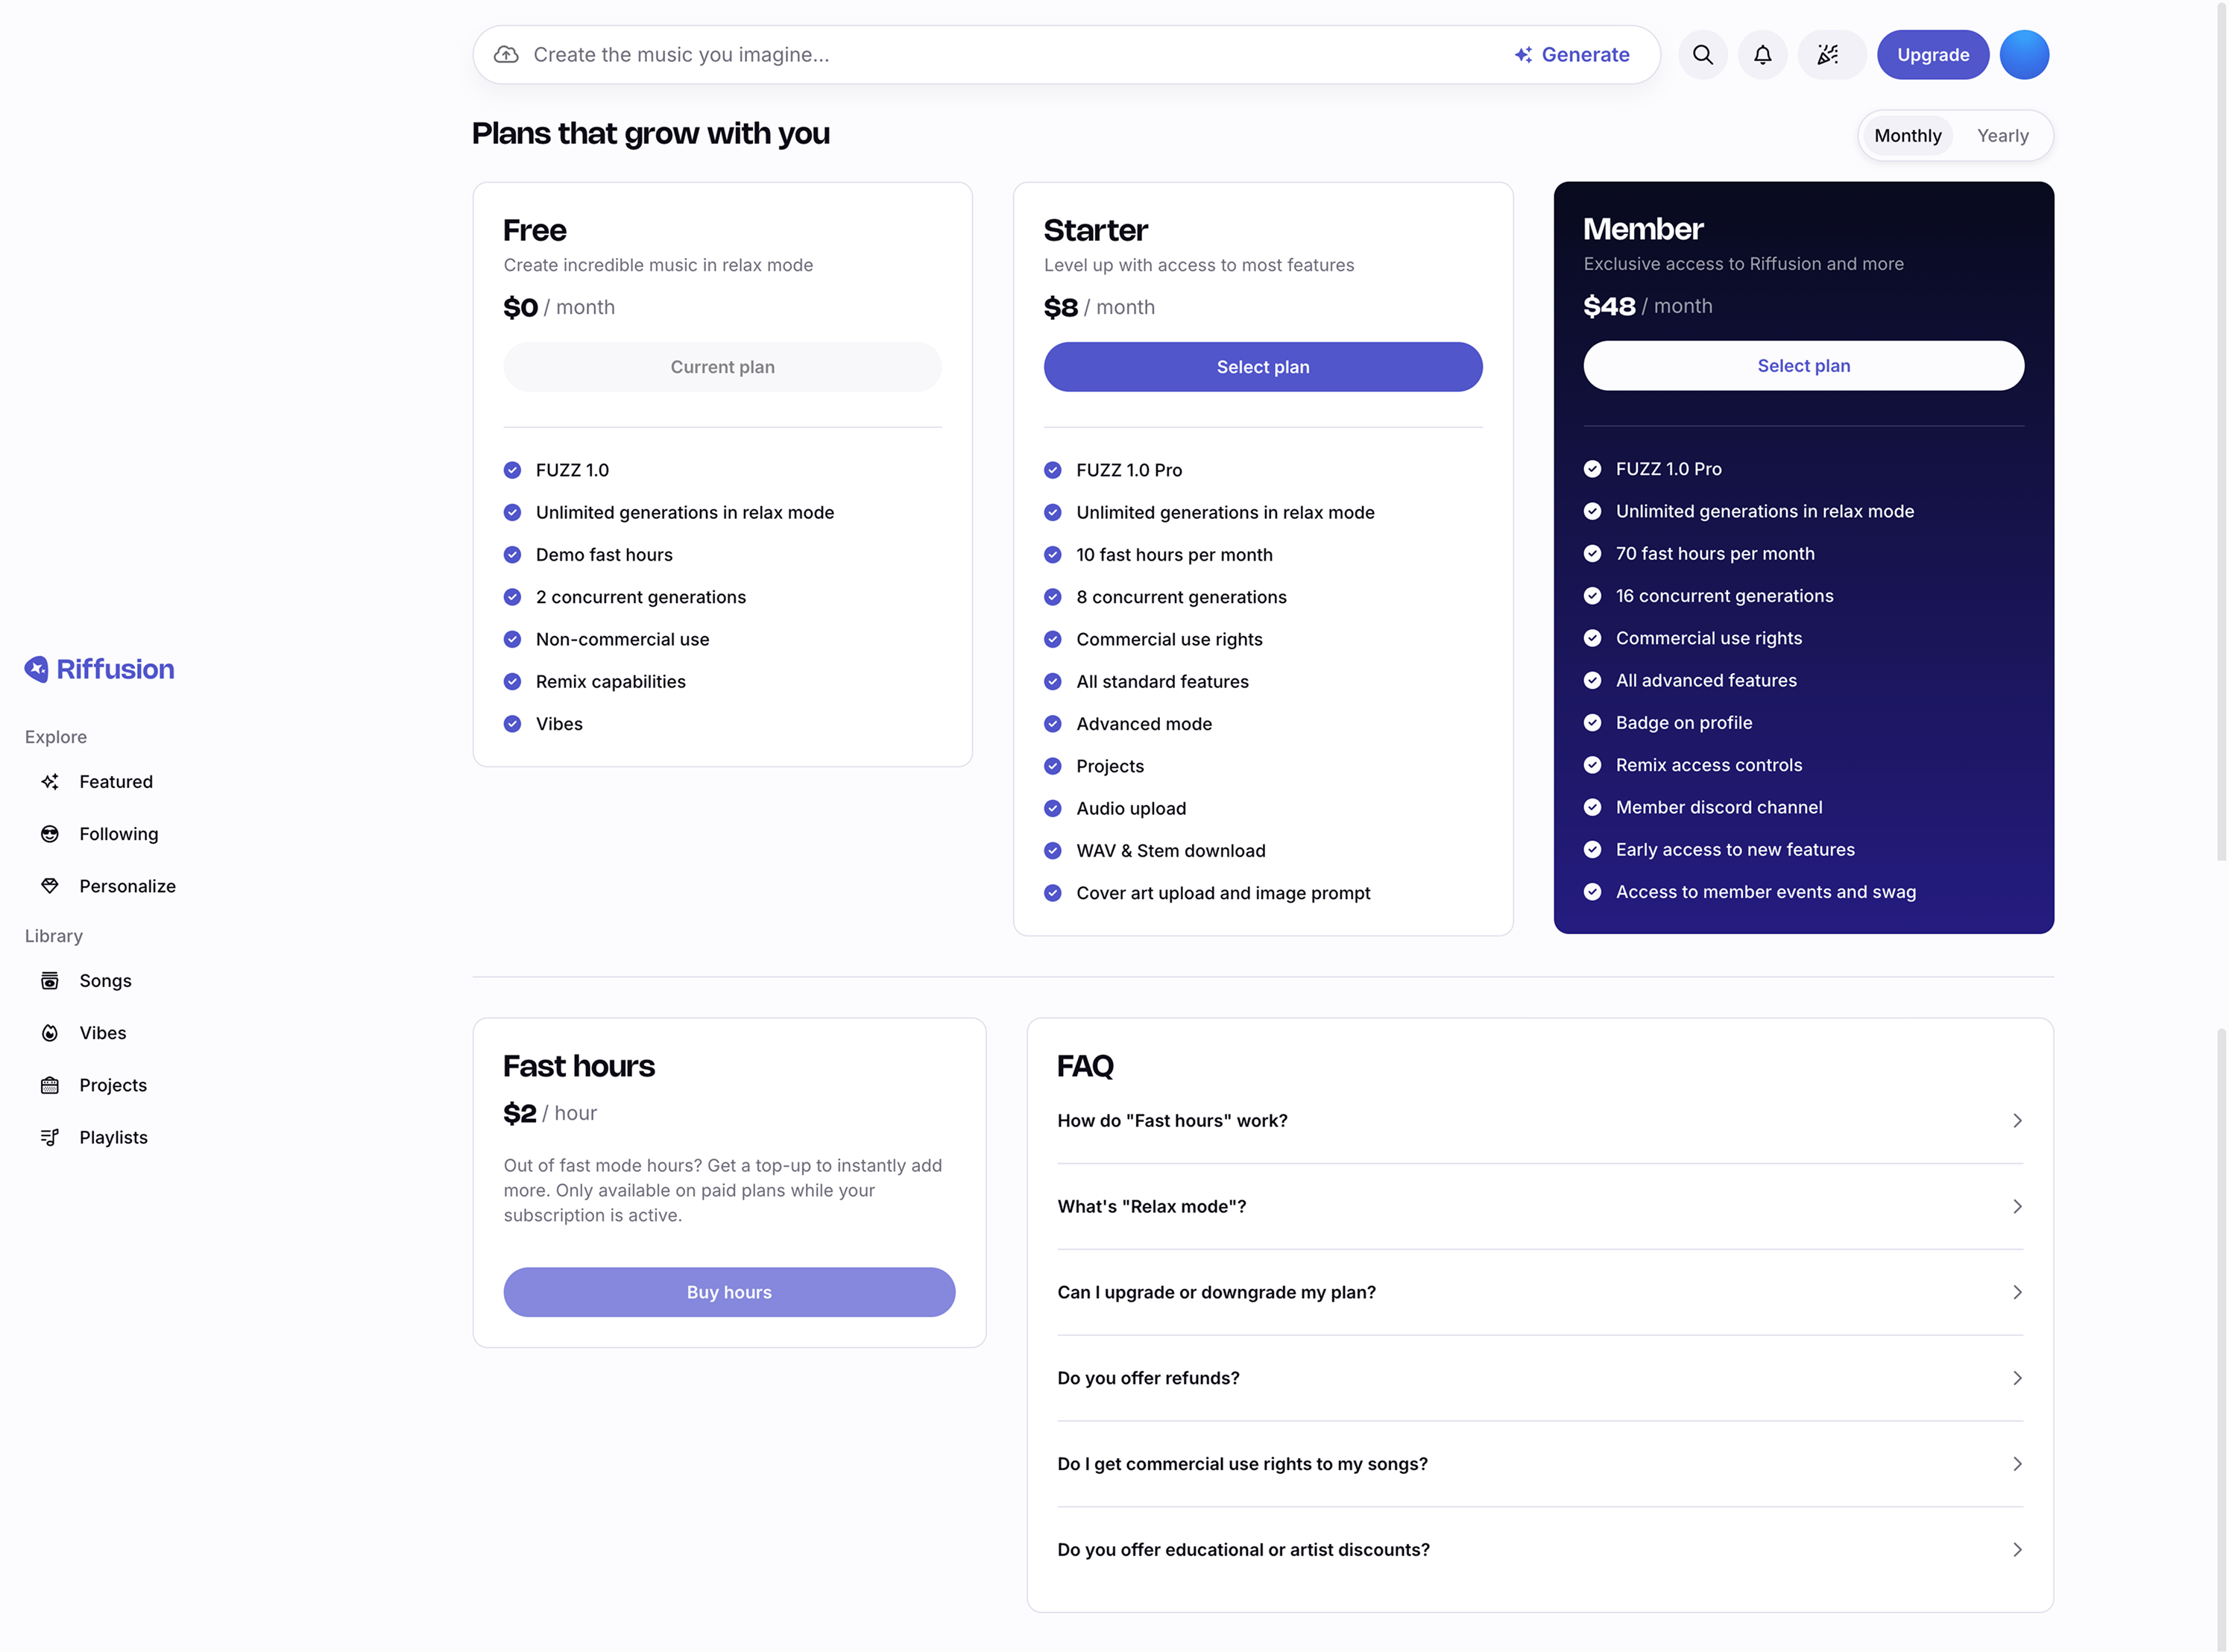 Create the music you imagine...
Generate
Upgrade
Plans that grow with you
Monthly
Yearly
Free
Create incredible music in relax mode
$0 / month
Current plan
FUZZ 1.0
Unlimited generations in relax mode
Demo fast hours
2 concurrent generations
Non-commercial use
Remix capabilities
Vibes
Starter
Level up with access to most features
$8 / month
Select plan
FUZZ 1.0 Pro
Unlimited generations in relax mode
10 fast hours per month
8 concurrent generations
Commercial use rights
All standard features
Advanced mode
Projects
Audio upload
WAV & Stem download
Cover art upload and image prompt
Member
Exclusive access to Riffusion and more
$48 / month
Select plan
FUZZ 1.0 Pro
Unlimited generations in relax mode
70 fast hours per month
16 concurrent generations
Commercial use rights
All advanced features
Badge on profile
Remix access controls
Member discord channel
Early access to new features
Access to member events and swag
Riffusion
Explore
Featured
Following
Personalize
Library
Songs
Vibes
Projects
Playlists
Fast hours
$2 / hour
Out of fast mode hours? Get a top-up to instantly add
more. Only available on paid plans while your
subscription is active.
Buy hours
FAQ
How do "Fast hours" work?
What's "Relax mode"?
Can I upgrade or downgrade my plan?
Do you offer refunds?
Do I get commercial use rights to my songs?
Do you offer educational or artist discounts?